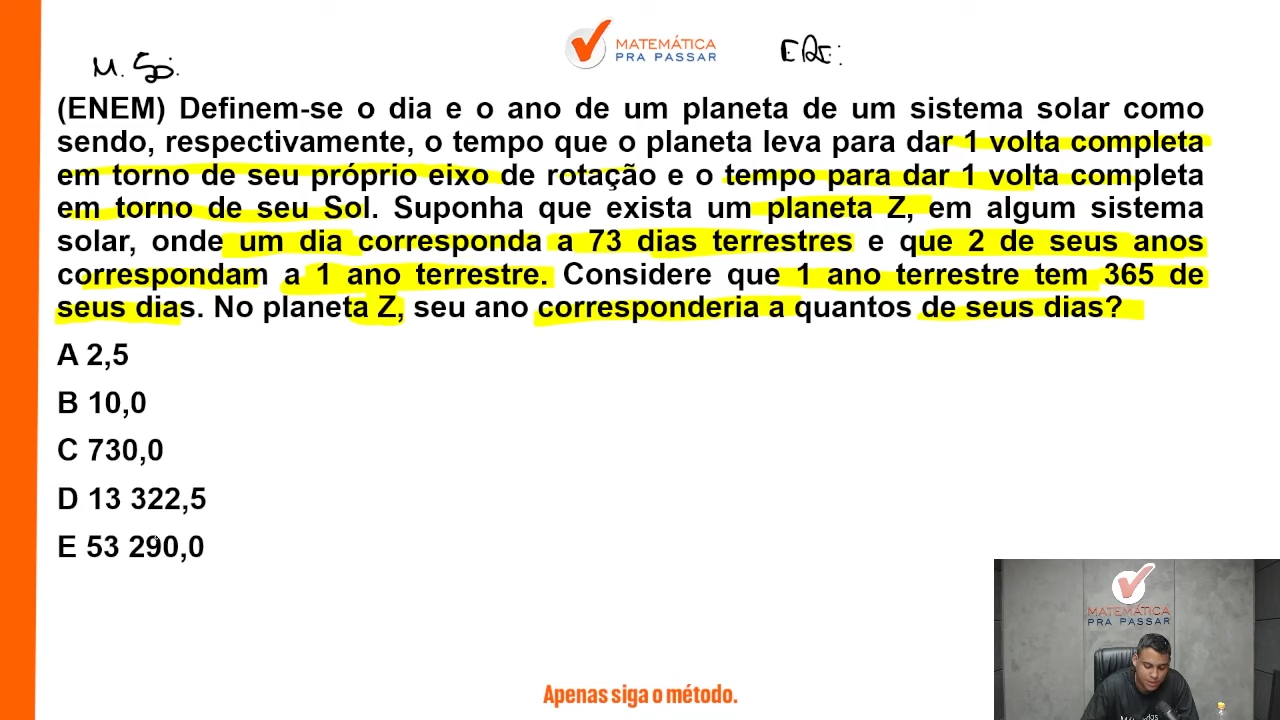 MATEMÁTICA
PRA PASSAR
(ENEM) Definem-se o dia e o ano de um planeta de um sistema solar como
sendo, respectivamente, o tempo que o planeta leva para dar 1 volta completa
em torno de seu próprio eixo de rotação e o tempo para dar 1 volta completa
em torno de seu Sol. Suponha que exista um planeta Z, em algum sistema
solar, onde um dia corresponda a 73 dias terrestres e que 2 de seus anos
correspondam a 1 ano terrestre. Considere que 1 ano terrestre tem 365 de
seus dias. No planeta Z, seu ano corresponderia a quantos de seus dias?
A 2,5
B 10,0
C 730,0
D 13 322,5
E 53 290,0
MATEMÁTICA
PRA PASSAR
Apenas siga o método.